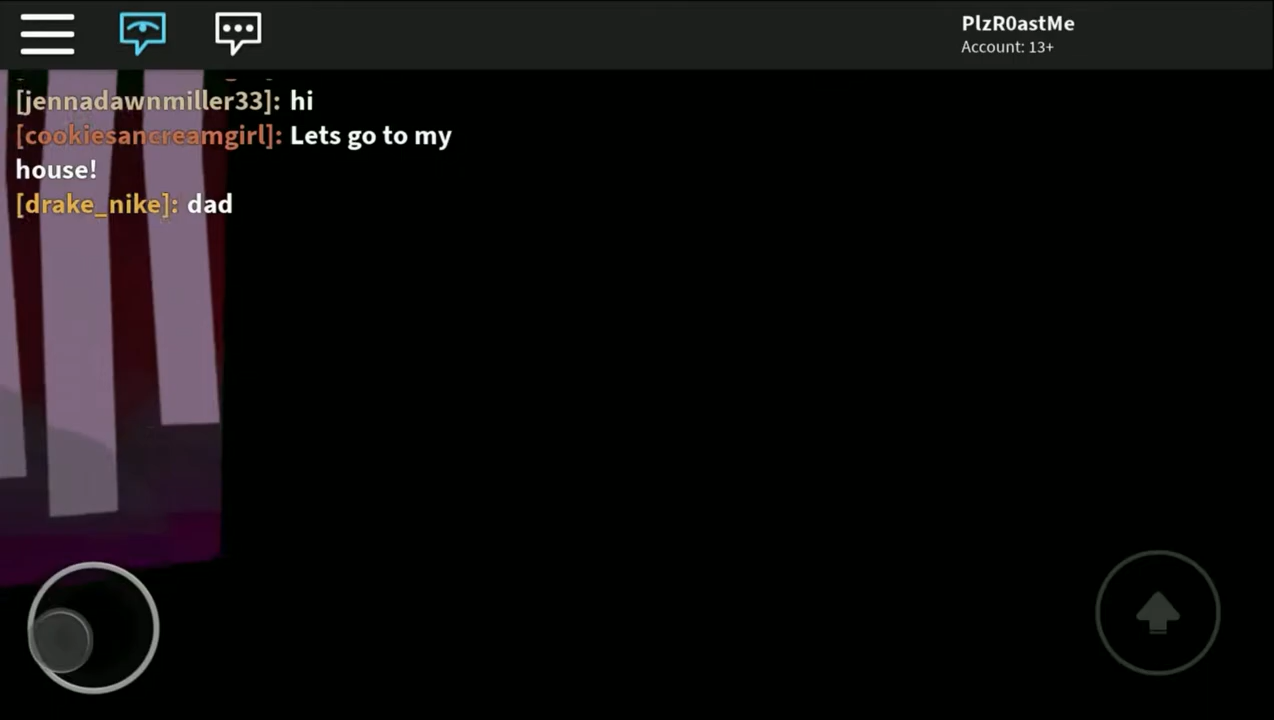 PlzR0astMe
Account: 13+
[jennadawnmiller33]: hi
[cookiesancreamgirl]: Lets go to my
house!
[drake_nike]: dad